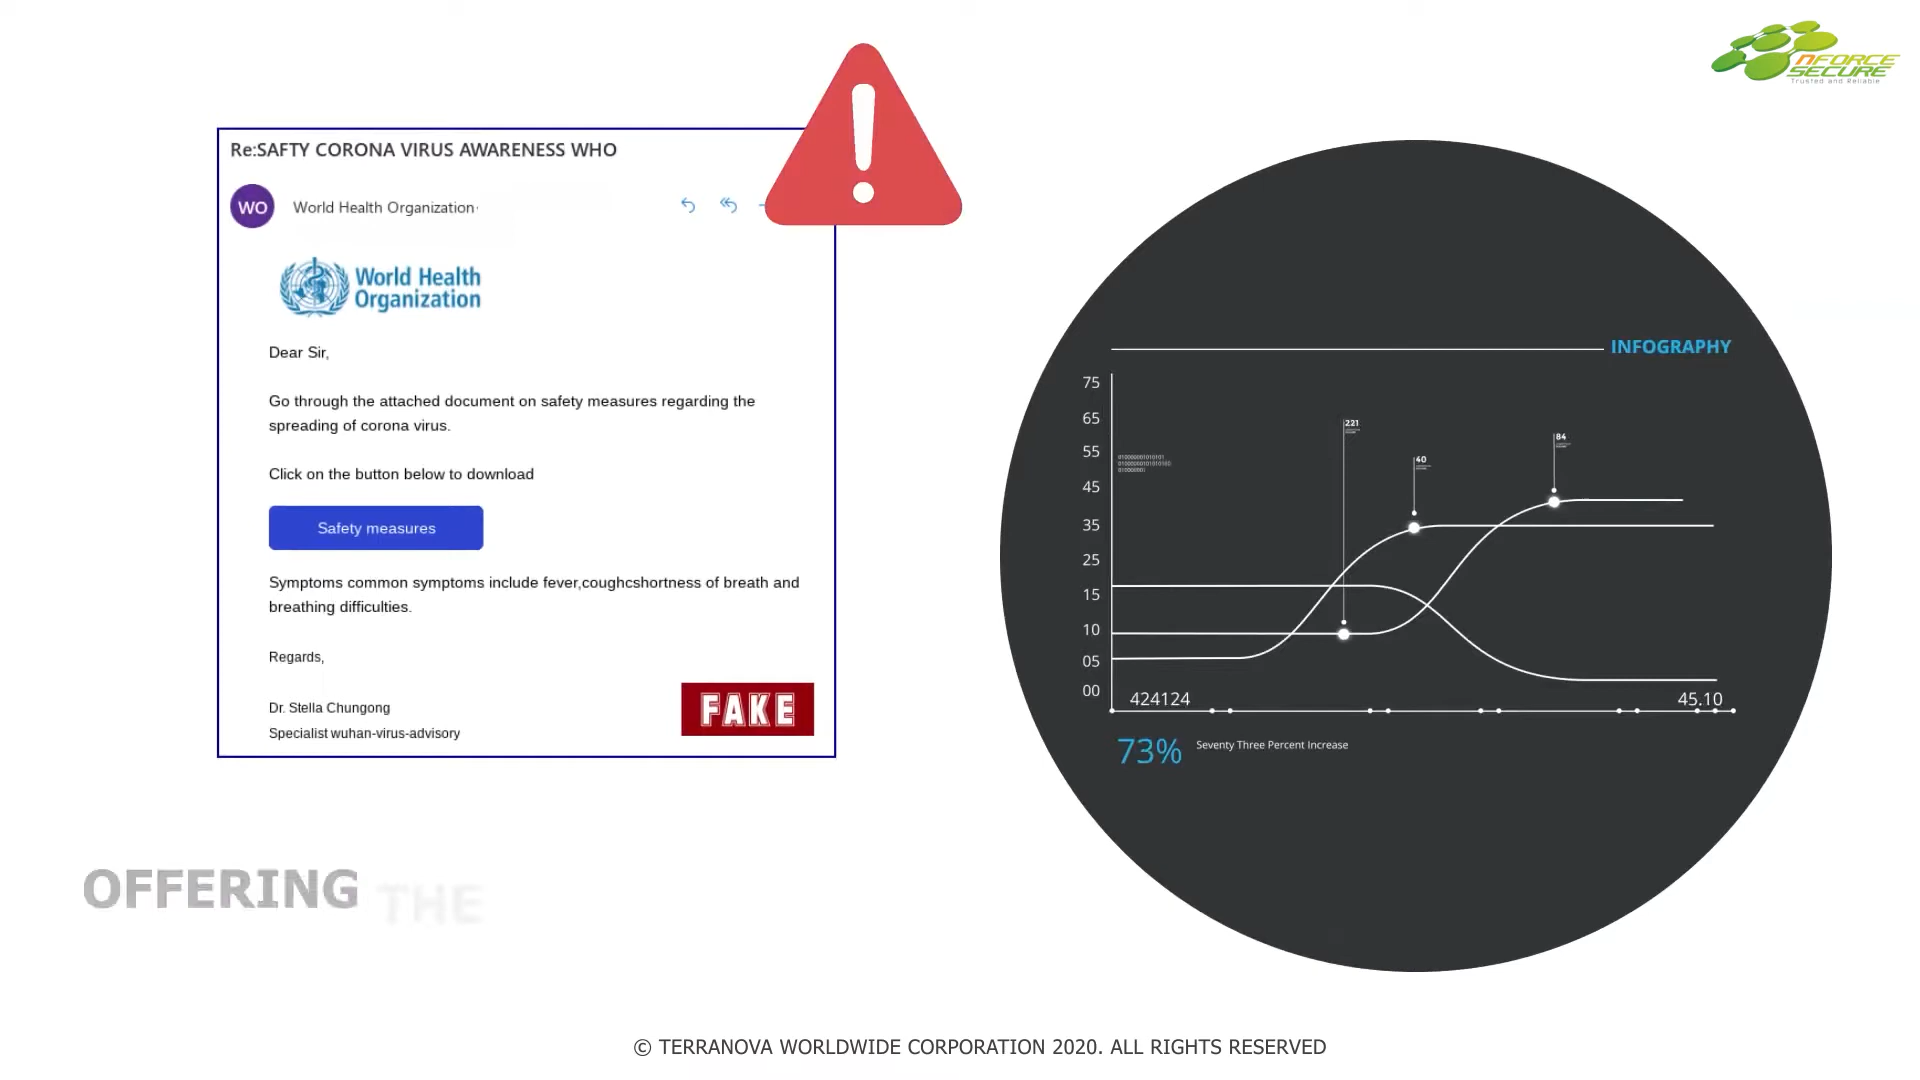 nFORCE
SECURE
Trusted and Reliable
Re:SAFTY CORONA VIRUS AWARENESS WHO
WO
World Health Organization
World Health
Organization
Dear Sir,
Go through the attached document on safety measures regarding the
spreading of corona virus.
Click on the button below to download
Safety measures
Symptoms common symptoms include fever,coughcshortness of breath and
breathing difficulties.
Regards,
Dr. Stella Chungong
Specialist wuhan-virus-advisory
FAKE
INFOGRAPHY
75
65
55
45
35
25
15
10
05
00
221
40
84
424124
45.10
73%
Seventy Three Percent Increase
OFFERING THE
© TERRANOVA WORLDWIDE CORPORATION 2020. ALL RIGHTS RESERVED